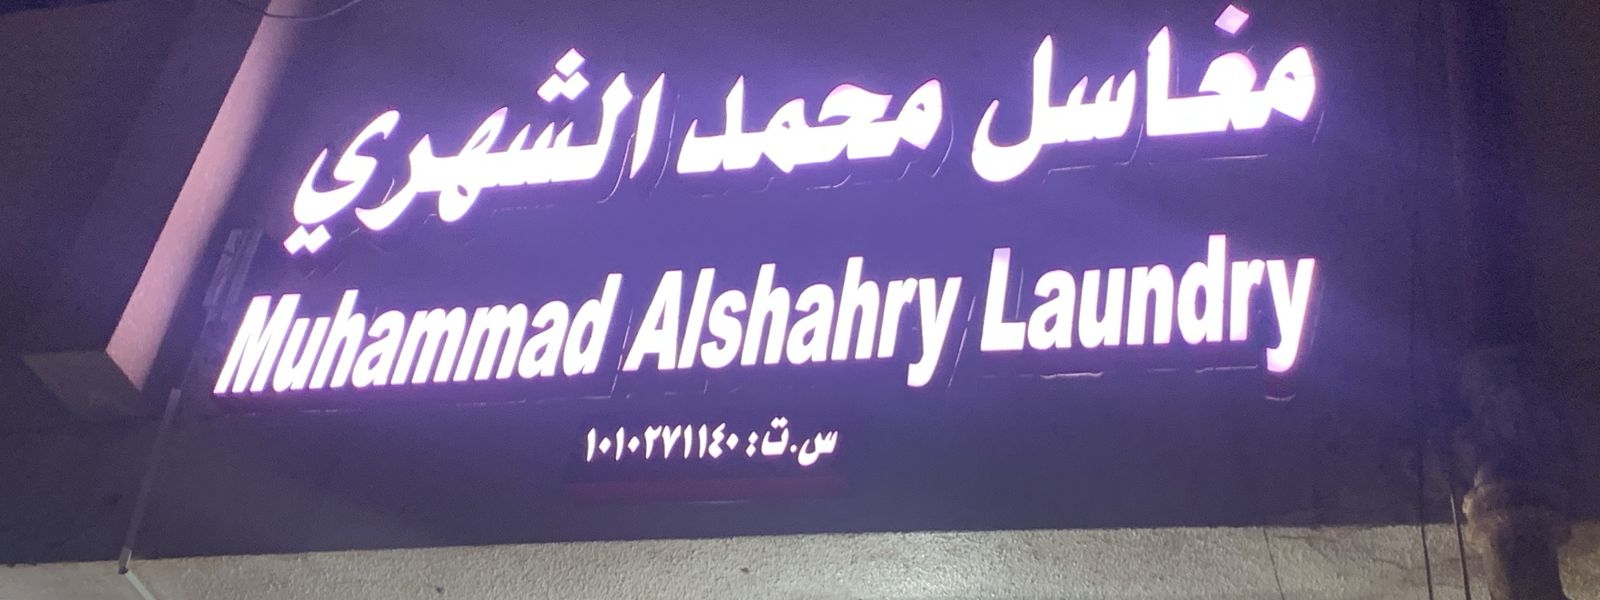 مغاسل محمد الشهري
Muhammad Alshahry Laundry
س.ت: ١٠١٠٢٧١١٤٠